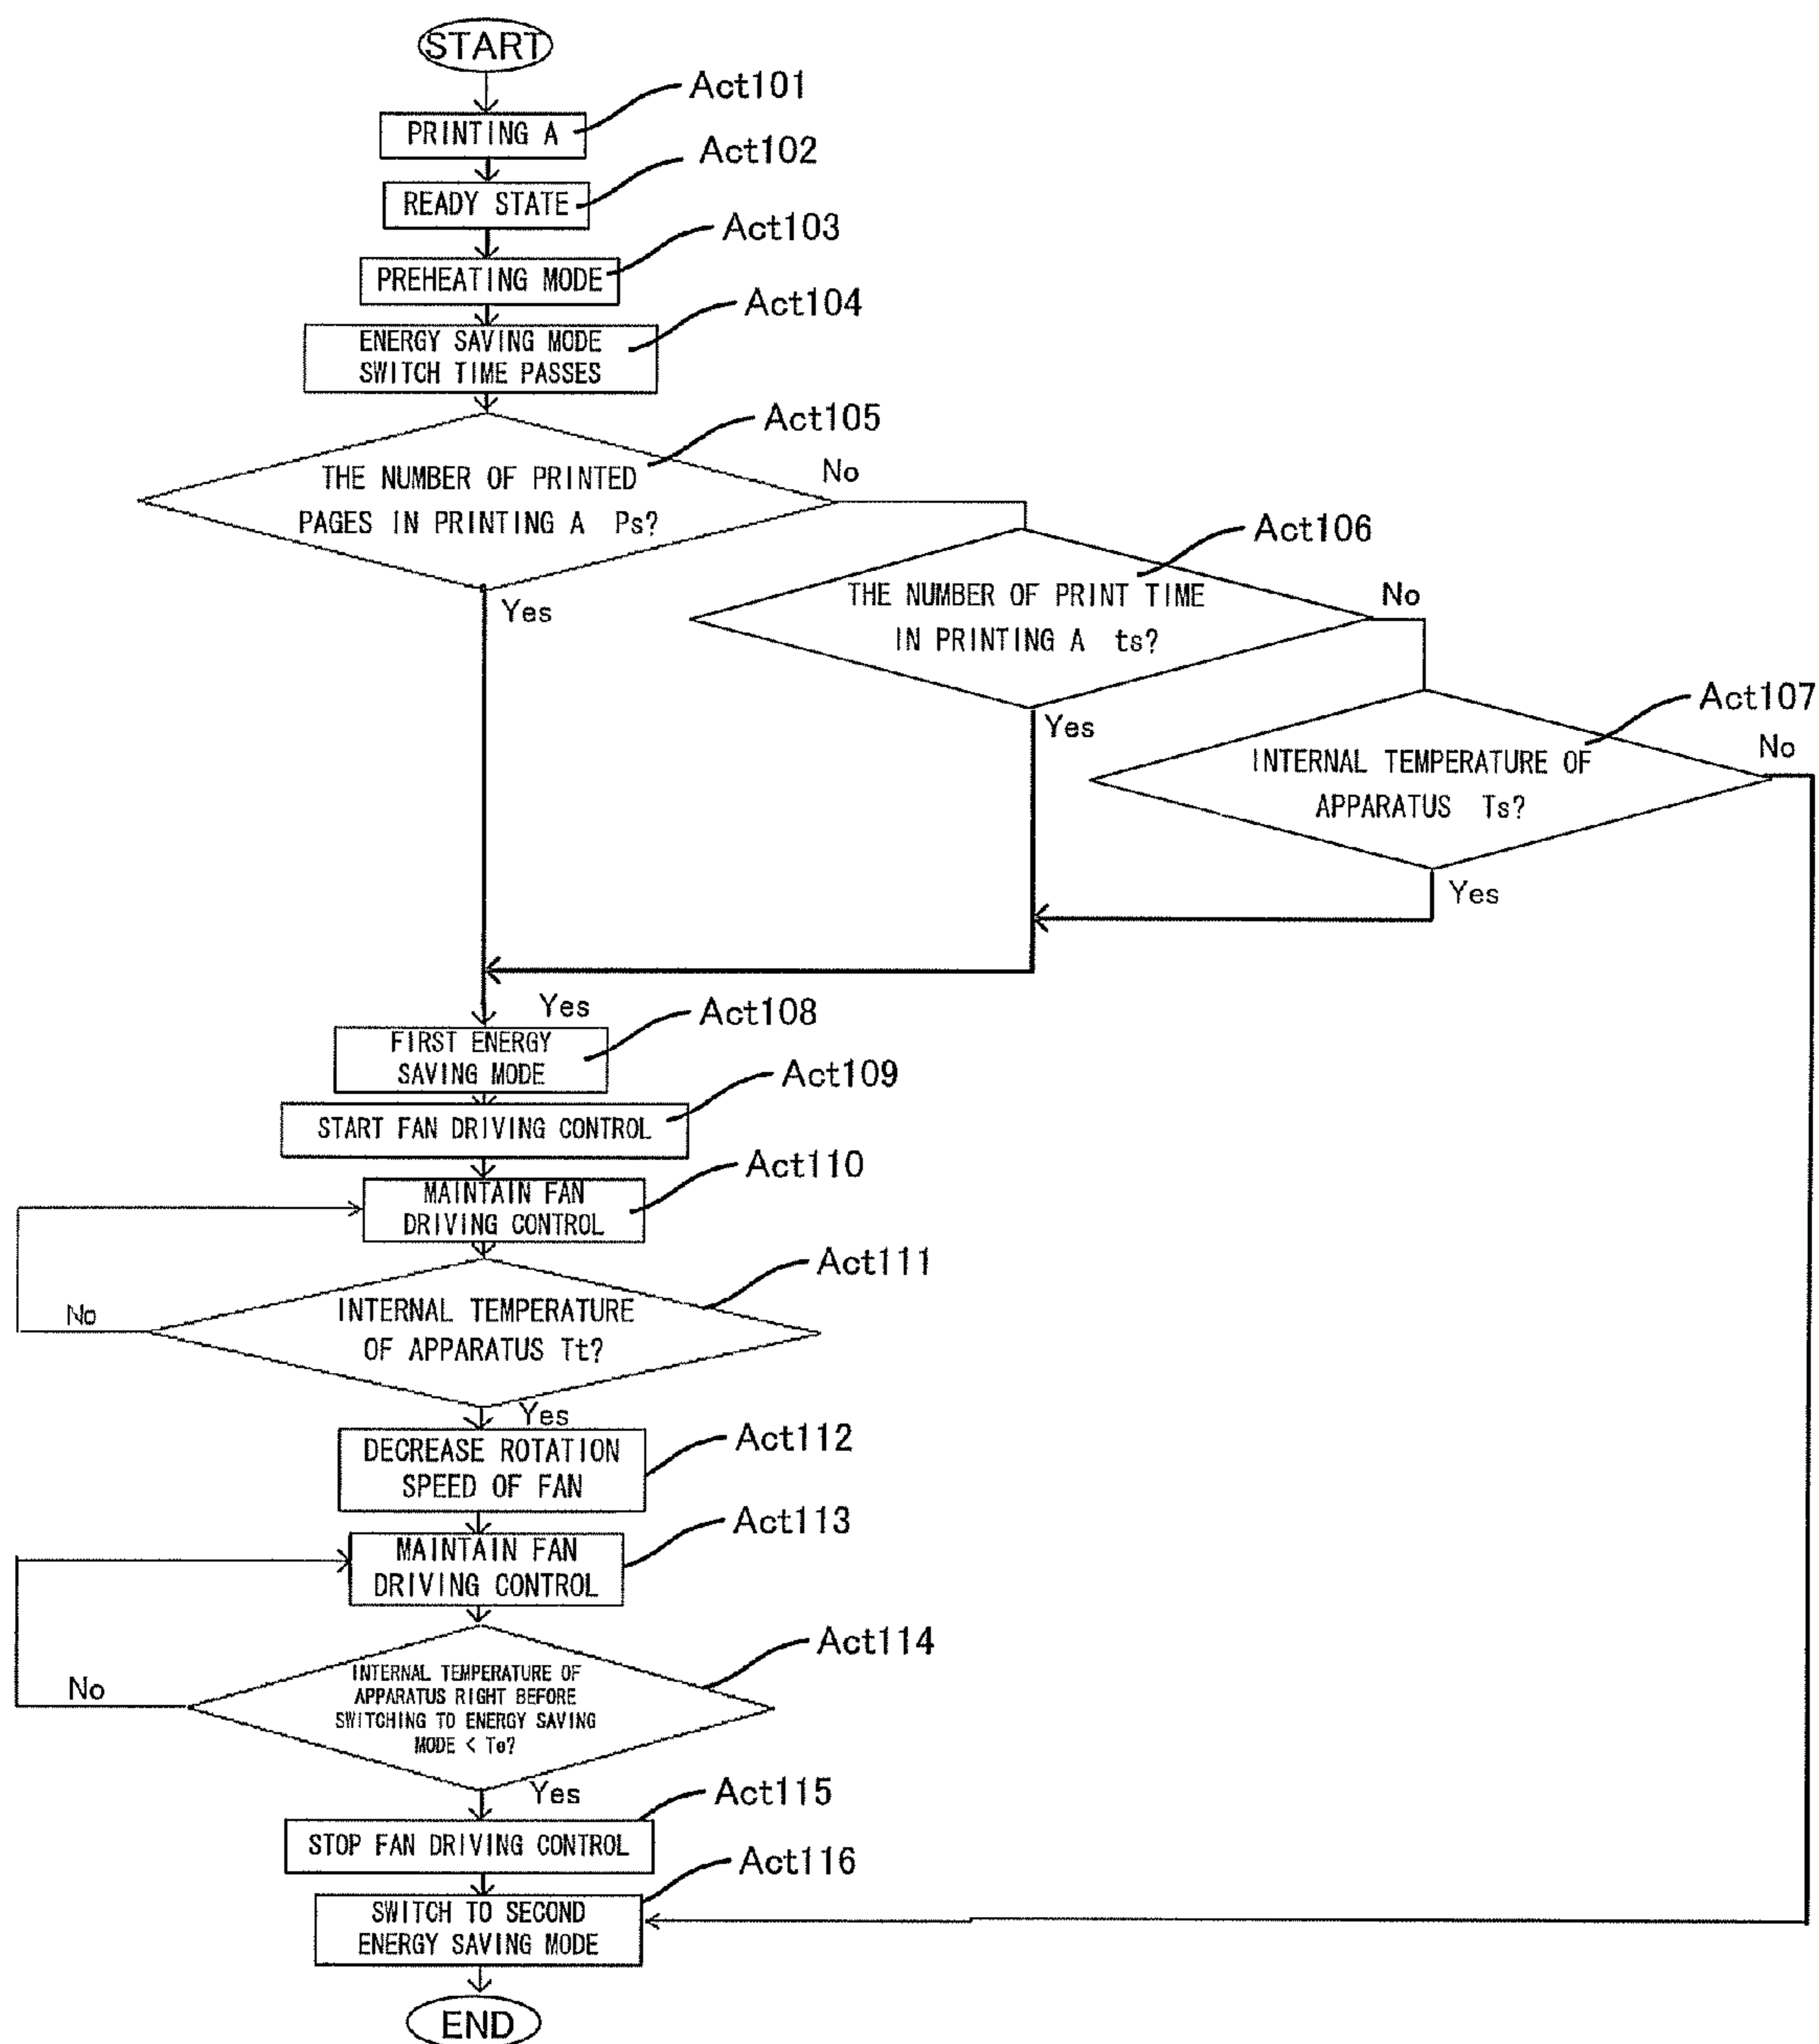 START
Act101
PRINTING A
Act102
READY STATE
Act103
PREHEATING MODE
Act104
ENERGY SAVING MODE
SWITCH TIME PASSES
Act105
THE NUMBER OF PRINTED
PAGES IN PRINTING A Ps?
No
Yes
Act106
THE NUMBER OF PRINT TIME
IN PRINTING A ts?
No
Yes
Act107
INTERNAL TEMPERATURE OF
APPARATUS Ts?
No
Yes
Yes
Act108
FIRST ENERGY
SAVING MODE
Act109
START FAN DRIVING CONTROL
Act110
MAINTAIN FAN
DRIVING CONTROL
Act111
INTERNAL TEMPERATURE
OF APPARATUS Tt?
No
Yes
Act112
DECREASE ROTATION
SPEED OF FAN
Act113
MAINTAIN FAN
DRIVING CONTROL
Act114
INTERNAL TEMPERATURE OF
APPARATUS RIGHT BEFORE
SWITCHING TO ENERGY SAVING
MODE < Te?
No
Yes
Act115
STOP FAN DRIVING CONTROL
Act116
SWITCH TO SECOND
ENERGY SAVING MODE
END